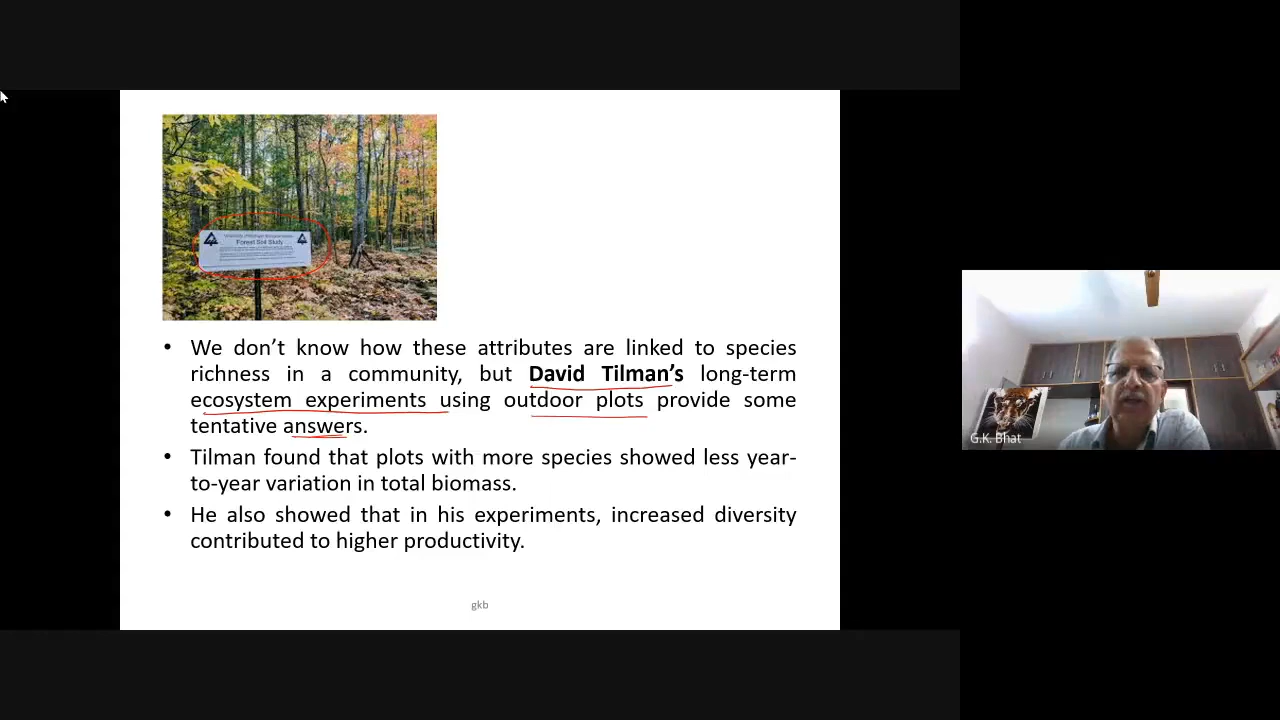 Forest Soil Study
• We don’t know how these attributes are linked to species
richness in a community, but David Tilman’s long-term
ecosystem experiments using outdoor plots provide some
tentative answers.
• Tilman found that plots with more species showed less year-
to-year variation in total biomass.
• He also showed that in his experiments, increased diversity
contributed to higher productivity.
gkb
G.K. Bhat